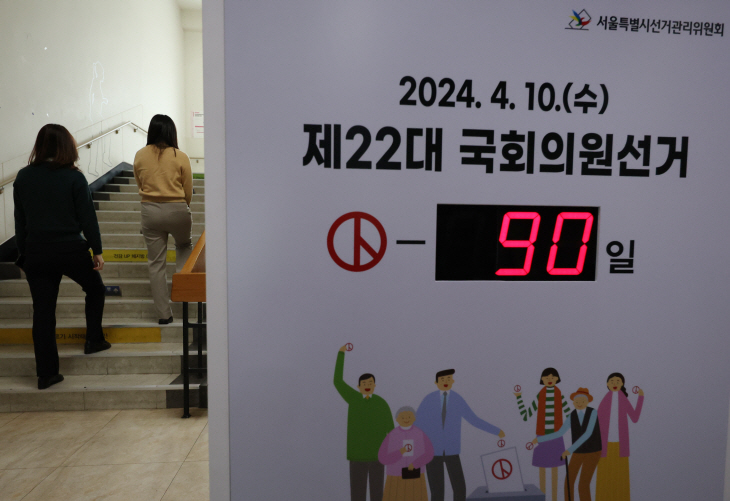 서울특별시선거관리위원회
2024. 4. 10.(수)
제22대 국회의원선거
- 90 일